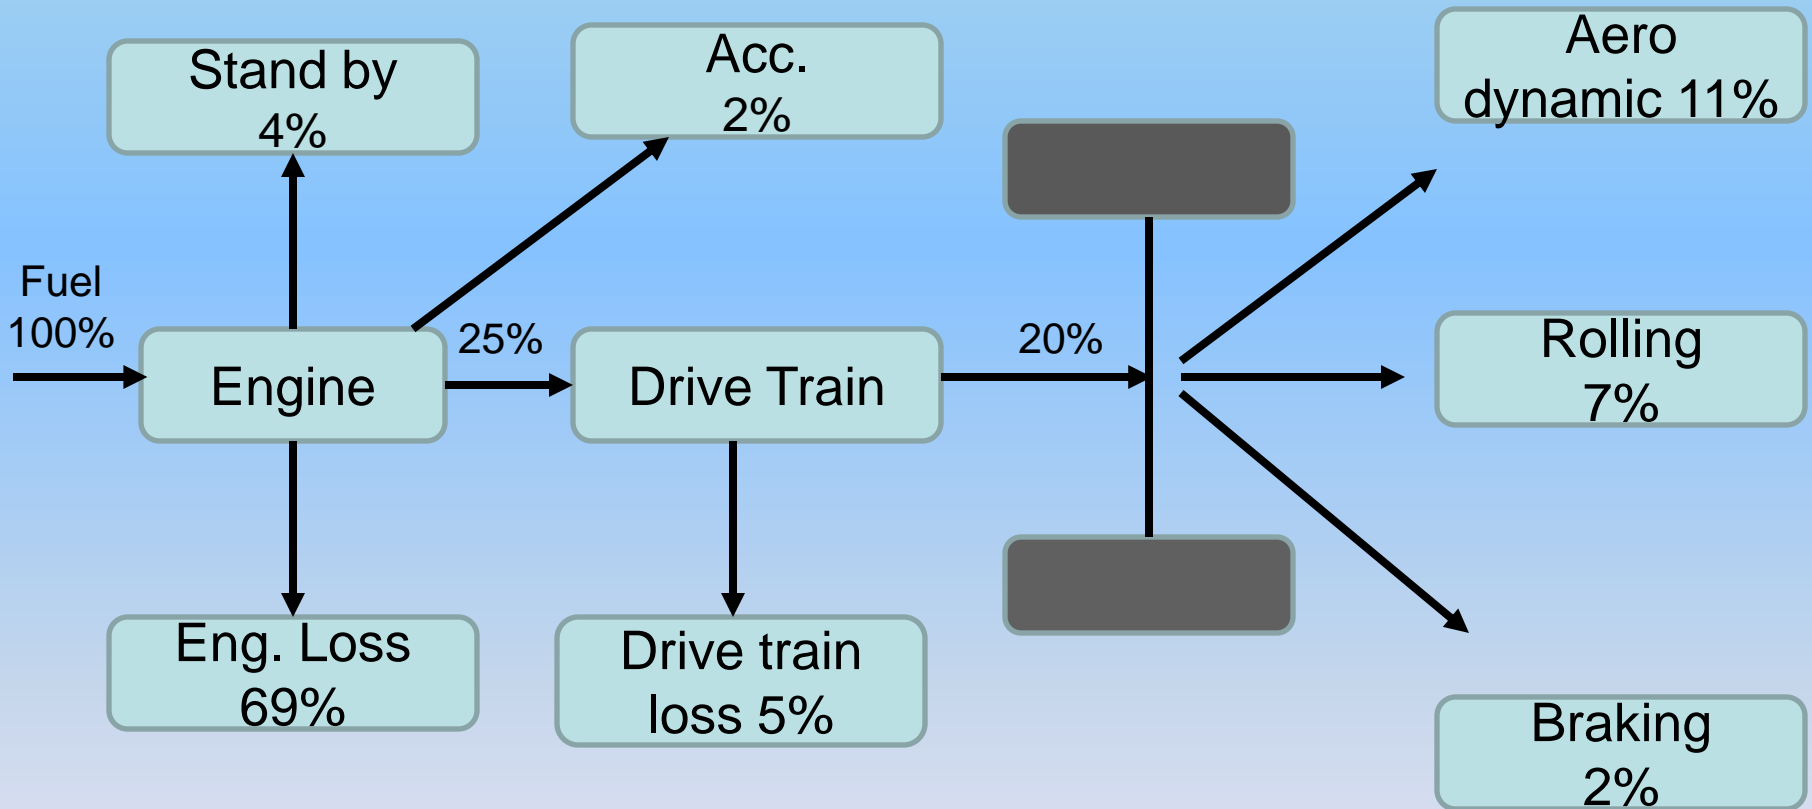 Stand by
4%
Acc.
2%
Aero
dynamic 11%
Fuel
100%
Engine
25%
Drive Train
20%
Rolling
7%
Eng. Loss
69%
Drive train
loss 5%
Braking
2%